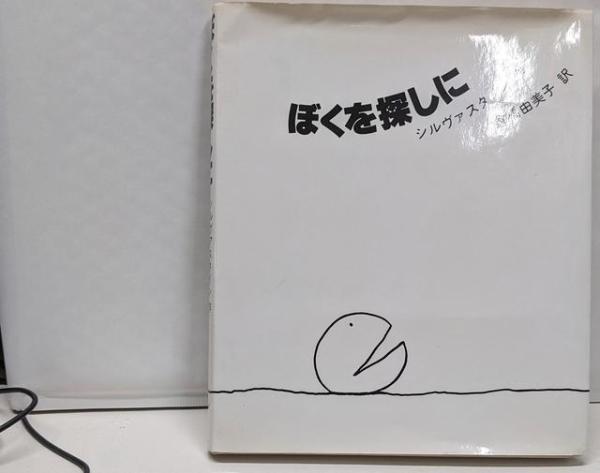 ぼくを探しに
シルヴァスタ 由美子 訳